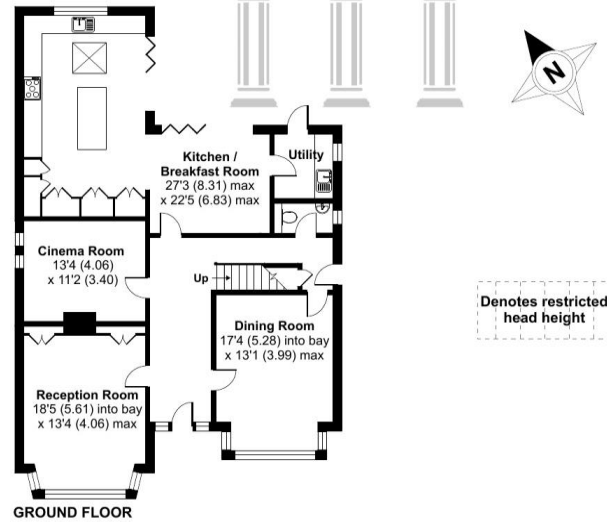 N
Kitchen /
Breakfast Room
27'3 (8.31) max
x 22'5 (6.83) max
Utility
Cinema Room
13'4 (4.06)
x 11'2 (3.40)
Up
Dining Room
17'4 (5.28) into bay
x 13'1 (3.99) max
Denotes restricted
head height
Reception Room
18'5 (5.61) into bay
x 13'4 (4.06) max
GROUND FLOOR